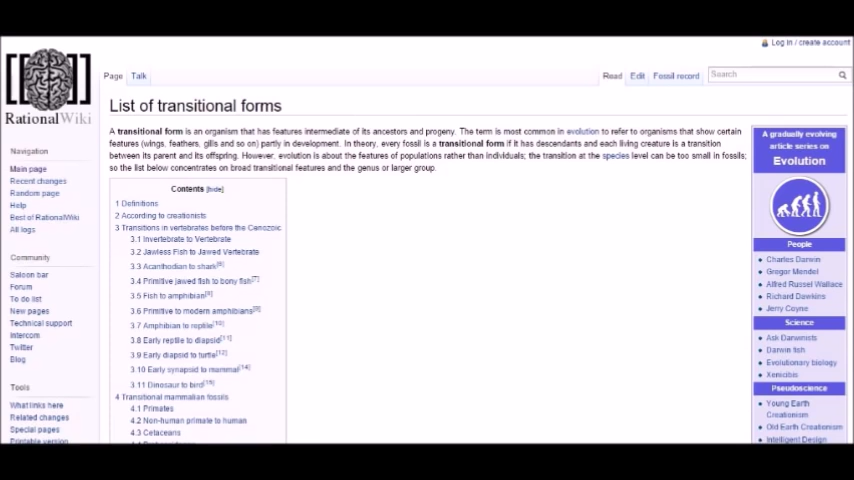 Log in / create account
RationalWiki
Page
Talk
Read
Edit
Fossil record
Search
List of transitional forms
A transitional form is an organism that has features intermediate of its ancestors and progeny. The term is most common in evolution to refer to organisms that show certain
features (wings, feathers, gills and so on) partly in development. In theory, every fossil is a transitional form if it has descendants and each living creature is a transition
between its parent and its offspring. However, evolution is about the features of populations rather than individuals; the transition at the species level can be too small in fossils;
so the list below concentrates on broad transitional features and the genus or larger group.
Contents [hide]
1 Definitions
2 According to creationists
3 Transitions in vertebrates before the Cenozoic
3.1 Invertebrate to Vertebrate
3.2 Jawless Fish to Jawed Vertebrate
3.3 Acanthodian to shark
3.4 Primitive jawed fish to bony fish[7]
3.5 Fish to amphibian
3.6 Primitive to modern amphibians
3.7 Amphibian to reptile[10]
3.8 Early reptile to diapsid[11]
3.9 Early diapsid to turtle[12]
3.10 Early synapsid to mammal[14]
3.11 Dinosaur to bird
4 Transitional mammalian fossils
4.1 Primates
4.2 Non-human primate to human
4.3 Cetaceans
Navigation
Main page
Recent changes
Random page
Help
Best of RationalWiki
All logs
Community
Saloon bar
Forum
To do list
New pages
Technical support
Intercom
Twitter
Blog
Tools
What links here
Related changes
Special pages
Printable version
A gradually evolving
article series on
Evolution
People
Charles Darwin
Gregor Mendel
Alfred Russel Wallace
Richard Dawkins
Jerry Coyne
Science
Ask Darwinists
Darwin fish
Evolutionary biology
Xenicibis
Pseudoscience
Young Earth
Creationism
Old Earth Creationism
Intelligent Design